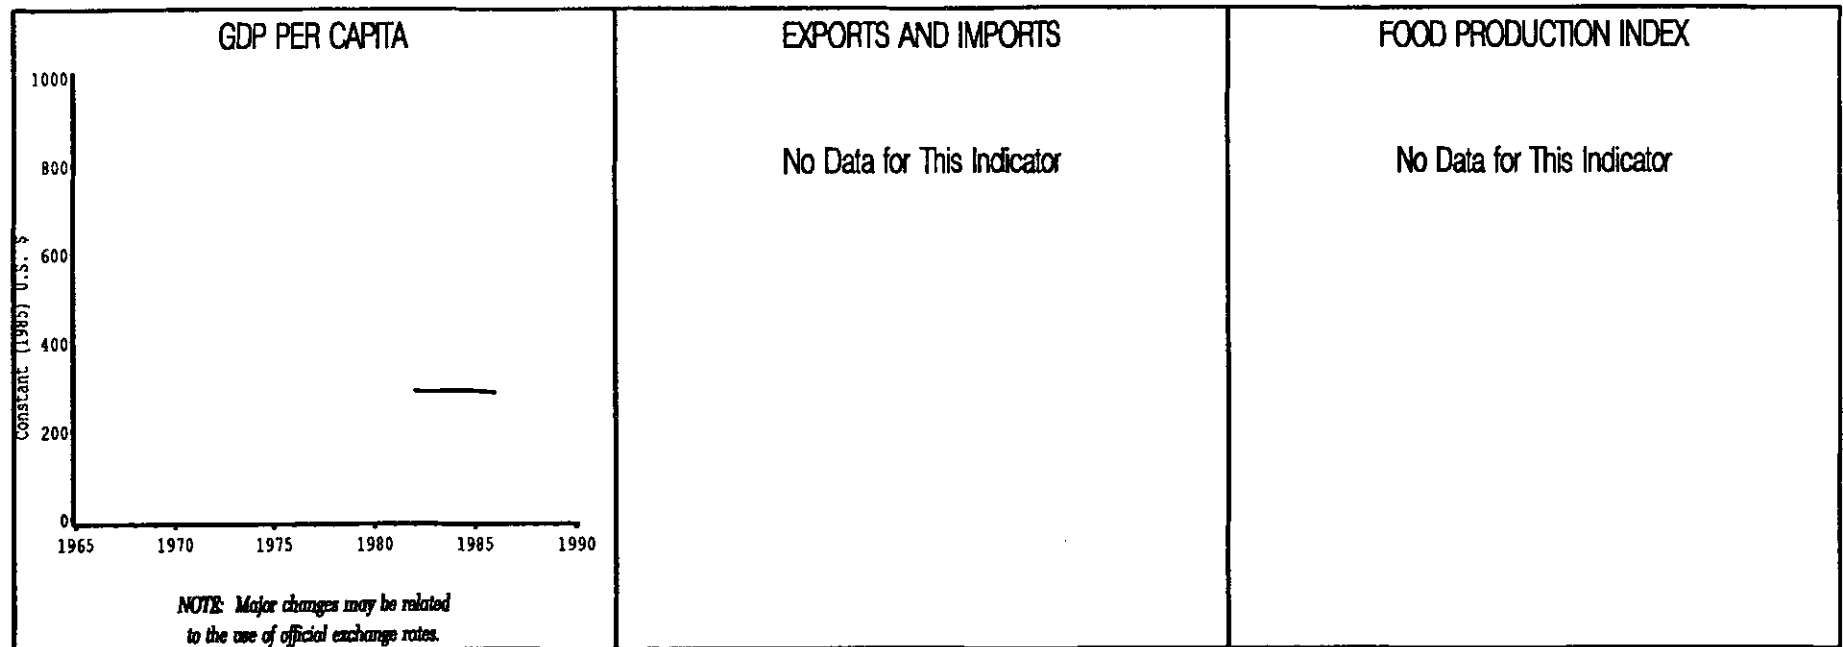 GDP PER CAPITA
1000
800
600
400
200
0
Constant (1985) U.S. $
1965 1970 1975 1980 1985 1990
NOTE: Major changes may be related
to the use of official exchange rates.
EXPORTS AND IMPORTS
No Data for This Indicator
FOOD PRODUCTION INDEX
No Data for This Indicator